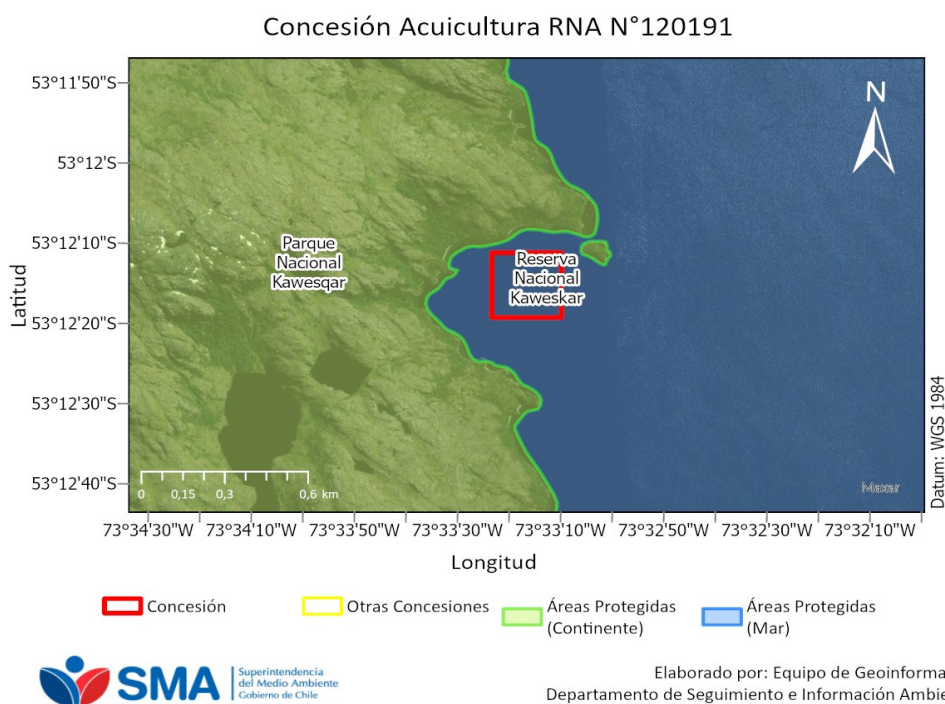 Concesión Acuicultura RNA N°120191
53°11'50"S
53°12'S
53°12'10"S
53°12'20"S
53°12'30"S
53°12'40"S
Latitud
N
Parque
Nacional
Kawesqar
Reserva
Nacional
Kaweskar
0 0,15 0,3 0,6 km
Maxar
Datum: WGS 1984
73°34'30"W 73°34'10"W 73°33'50"W 73°33'30"W 73°33'10"W 73°32'50"W 73°32'30"W 73°32'10"W
Longitud
Concesión
Otras Concesiones
Áreas Protegidas
(Continente)
Áreas Protegidas
(Mar)
SMA
Superintendencia
del Medio Ambiente
Gobierno de Chile
Elaborado por: Equipo de Geoinforma
Departamento de Seguimiento e Información Ambie